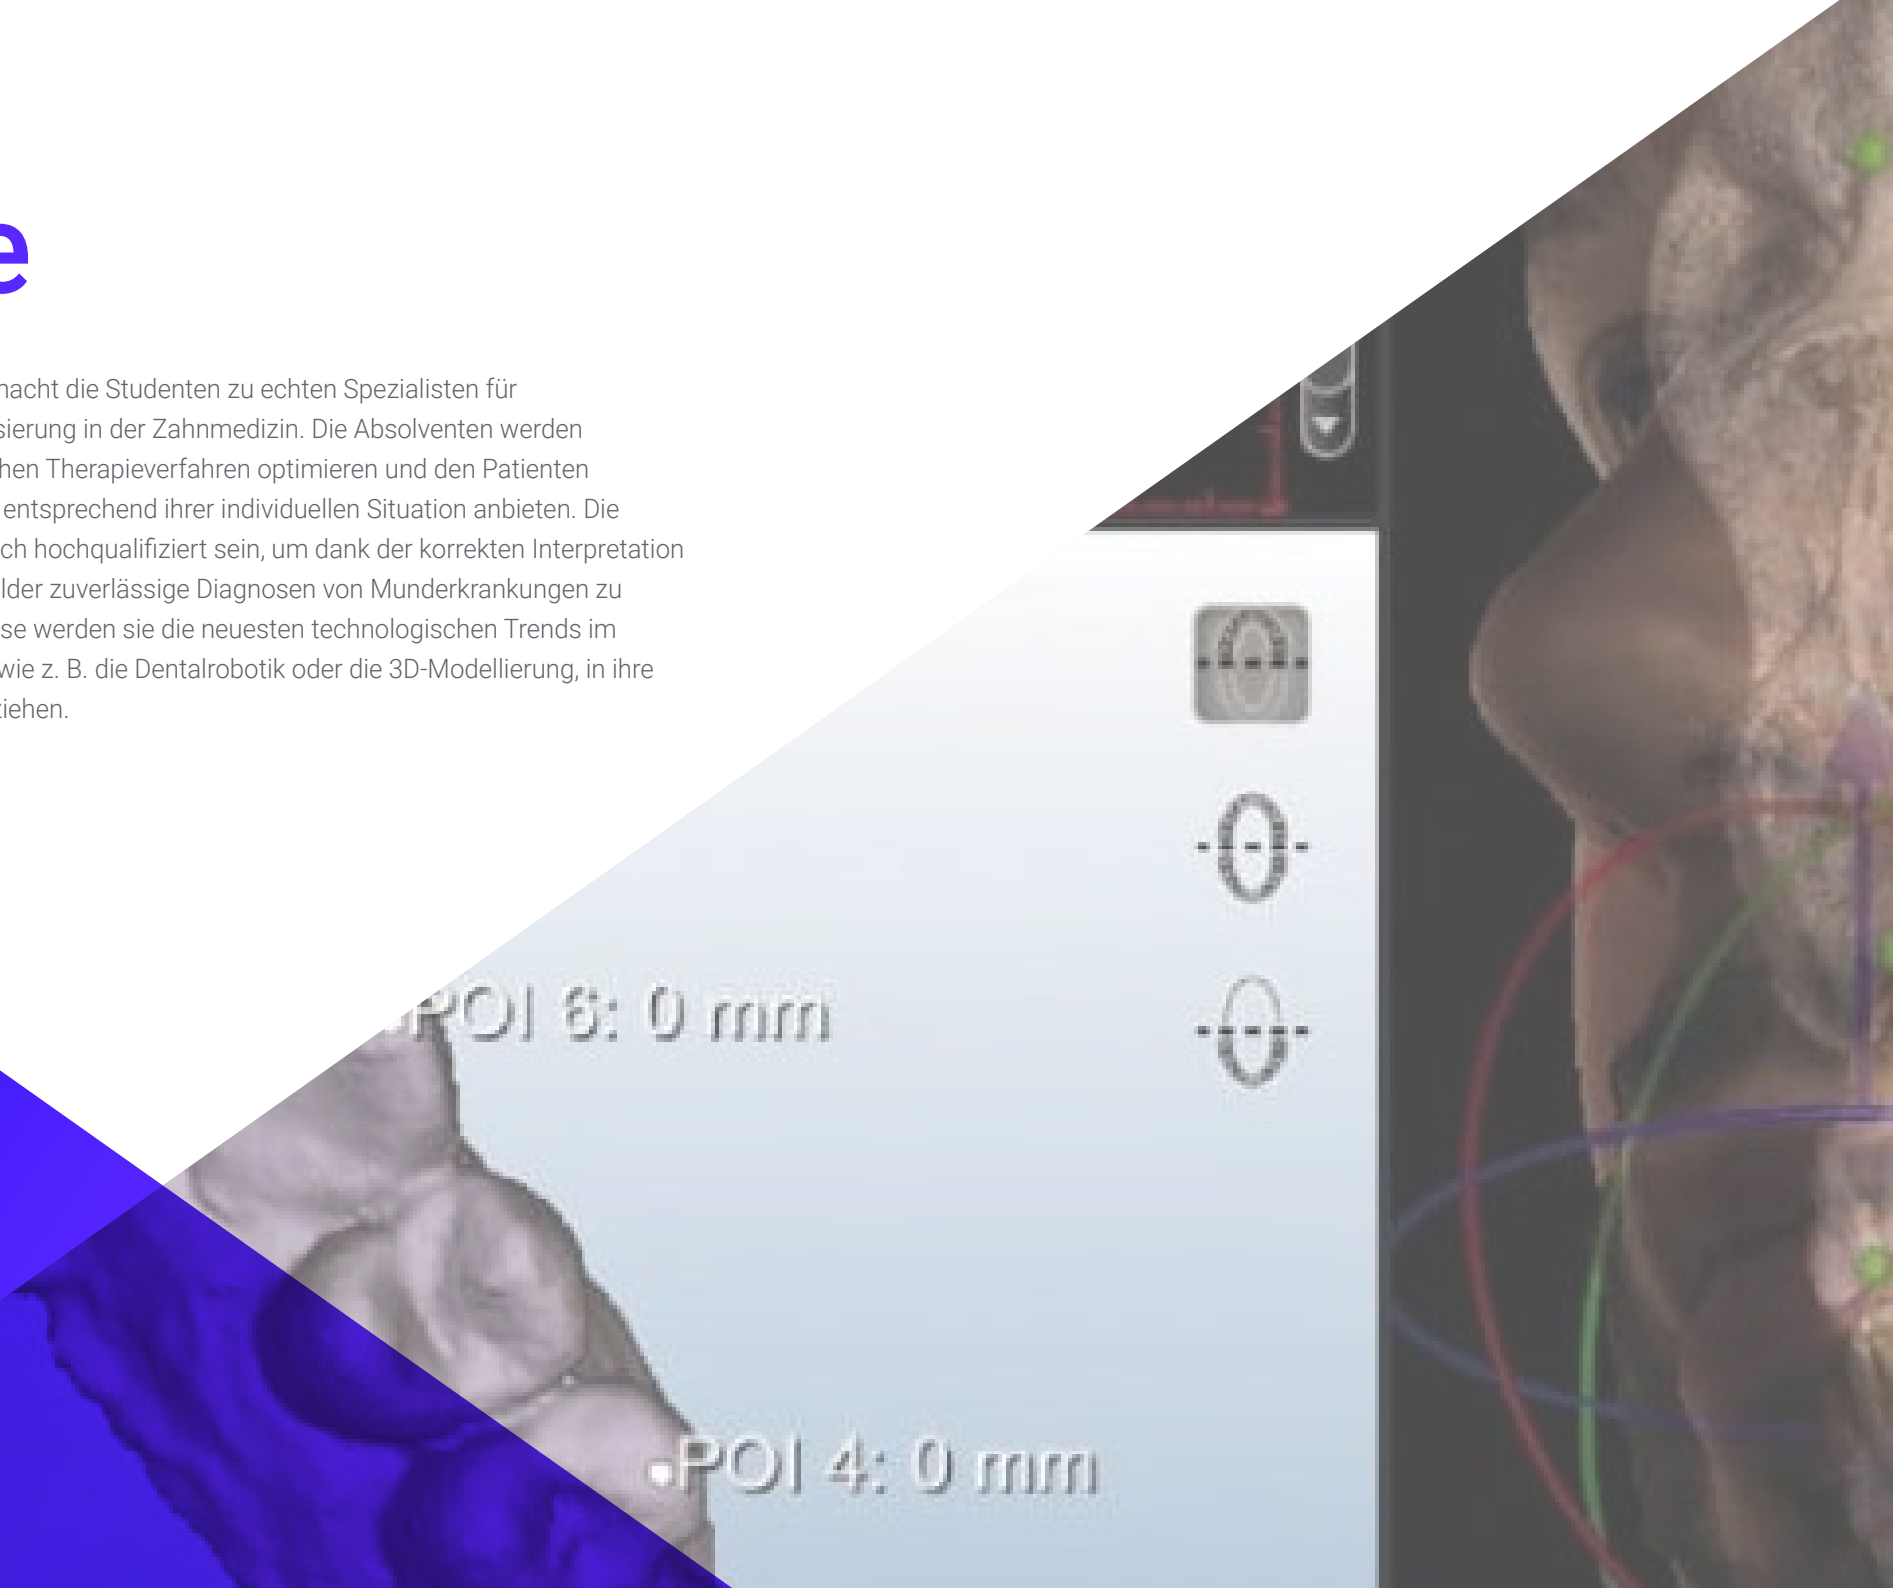 e
macht die Studenten zu echten Spezialisten für
sierung in der Zahnmedizin. Die Absolventen werden
hen Therapieverfahren optimieren und den Patienten
entsprechend ihrer individuellen Situation anbieten. Die
ch hochqualifiziert sein, um dank der korrekten Interpretation
lder zuverlässige Diagnosen von Munderkrankungen zu
se werden sie die neuesten technologischen Trends im
wie z. B. die Dentalrobotik oder die 3D-Modellierung, in ihre
ziehen.
POI 6: 0 mm
POI 4: 0 mm